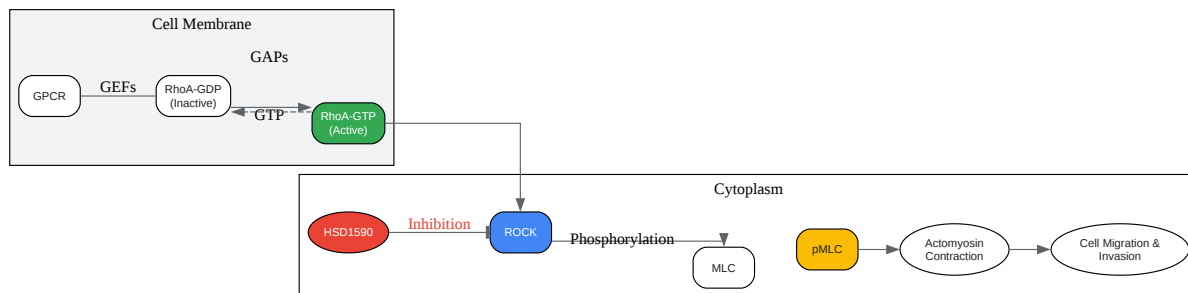 Cell Membrane
GAPs
GPCR
GEFs
RhoA-GDP
(Inactive)
GTP
RhoA-GTP
(Active)
Cytoplasm
HSD1590
Inhibition
ROCK
Phosphorylation
MLC
pMLC
Actomyosin
Contraction
Cell Migration &
Invasion